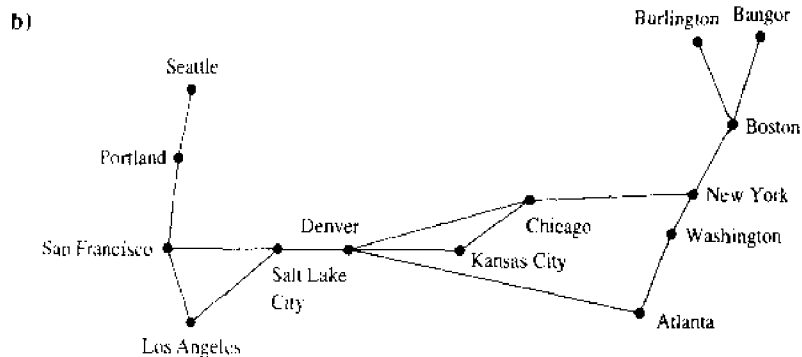 b)
Burlington
Bangor
Seattle
Boston
Portland
New York
Denver
Chicago
Washington
San Francisco
Kansas City
Salt Lake
City
Atlanta
Los Angeles